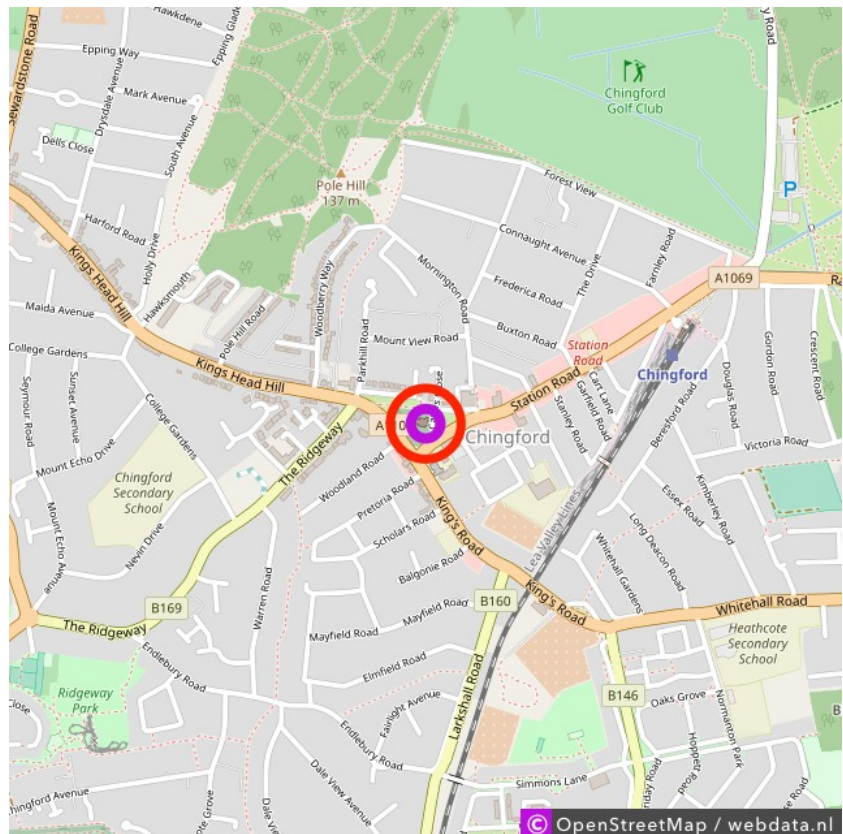 Hawkdene
Epping Glade
Epping Way
Sewardstone Road
Drysdale Avenue
Mark Avenue
South Avenue
Dells Close
Chingford
Golf Club
P
Pole Hill
137 m
Forest View
Harford Road
Holly Drive
Connaught Avenue
The Drive
Farnley Road
A1069
Kings Head Hill
Hawksmouth
Woodberry Way
Mornington Road
Frederica Road
Maida Avenue
Pole Hill Road
Parkhill Road
Mount View Road
Buxton Road
Station
Road
College Gardens
Kings Head Hill
Station Road
Cart Lane
Chingford
Seymour Road
Sunset Avenue
College Gardens
Stanley Road
Garfield Road
Beresford Road
Douglas Road
Gordon Road
Crescent Road
Chingford
Mount Echo Drive
The Ridgeway
Woodland Road
Victoria Road
Chingford
Secondary
School
Pretoria Road
King's Road
Scholars Road
Essex Road
Kimberley Road
Mount Echo
Avenue
Nevin Drive
Balgonie Road
Lea Valley Lines
Long Deacon Road
Whitehall Gardens
B169
Warren Road
B160
King's Road
Whitehall Road
The Ridgeway
Mayfield Road
Mayfield Road
Heathcote
Secondary
School
Endlebury Road
Elmfield Road
Larkshall Road
Ridgeway
Park
B146
Oaks Grove
Normanton Park
Close
Fairlight Avenue
Endlebury Road
Dale View Avenue
Simmons Lane
© OpenStreetMap / webdata.nl